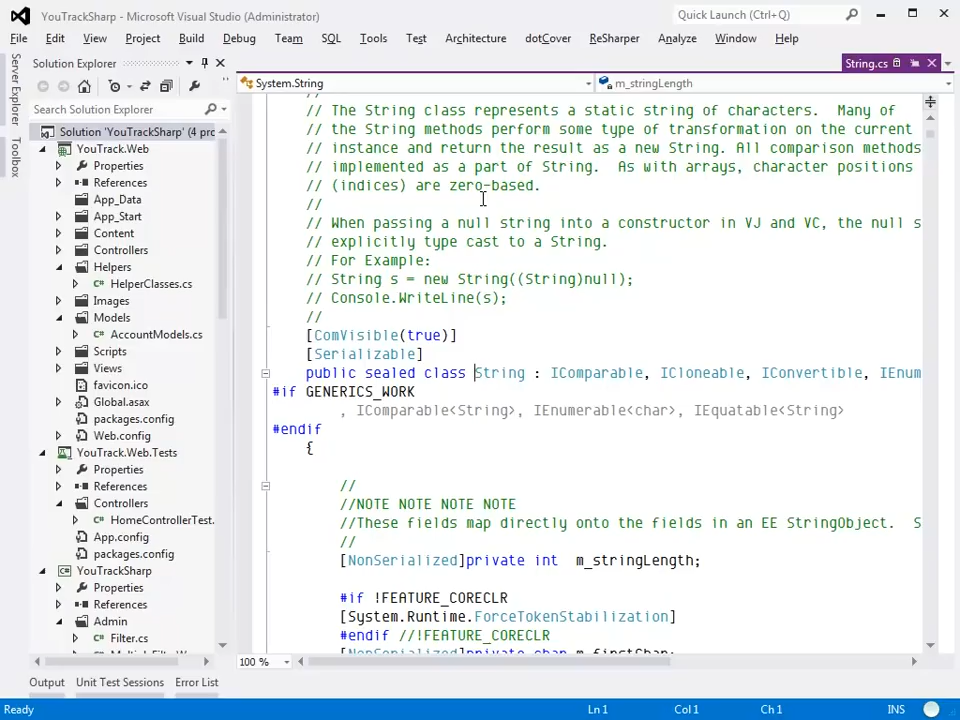 YouTrackSharp - Microsoft Visual Studio (Administrator)
Quick Launch (Ctrl+Q)
File Edit View Project Build Debug Team SQL Tools Test Architecture dotCover ReSharper Analyze Window Help
Server Explorer
Toolbox
Solution Explorer
Search Solution Explorer
Solution 'YouTrackSharp' (4 pro
YouTrack.Web
Properties
References
App_Data
App_Start
Content
Controllers
Helpers
C# HelperClasses.cs
Images
Models
C# AccountModels.cs
Scripts
Views
favicon.ico
Global.asax
packages.config
Web.config
YouTrack.Web.Tests
Properties
References
Controllers
C# HomeControllerTest.
App.config
packages.config
C# YouTrackSharp
Properties
References
Admin
C# Filter.cs
String.cs
System.String
m_stringLength
//
// The String class represents a static string of characters.  Many of
// the String methods perform some type of transformation on the current
// instance and return the result as a new String. All comparison methods
// implemented as a part of String.  As with arrays, character positions
// (indices) are zero-based.
//
// When passing a null string into a constructor in VJ and VC, the null s
// explicitly type cast to a String.
// For Example:
// String s = new String((String)null);
// Console.WriteLine(s);
//
[ComVisible(true)]
[Serializable]
public sealed class String : IComparable, ICloneable, IConvertible, IEnum
#if GENERICS_WORK
, IComparable<String>, IEnumerable<char>, IEquatable<String>
#endif
{
//
//NOTE NOTE NOTE NOTE
//These fields map directly onto the fields in an EE StringObject.  S
//
[NonSerialized]private int  m_stringLength;
#if !FEATURE_CORECLR
[System.Runtime.ForceTokenStabilization]
#endif //!FEATURE_CORECLR
[NonSerialized]private char m_firstChar;
100 %
Output Unit Test Sessions Error List
Ready Ln 1 Col 1 Ch 1 INS